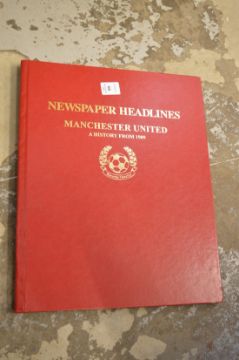 NEWSPAPER HEADLINES
MANCHESTER UNITED
A HISTORY FROM 1909